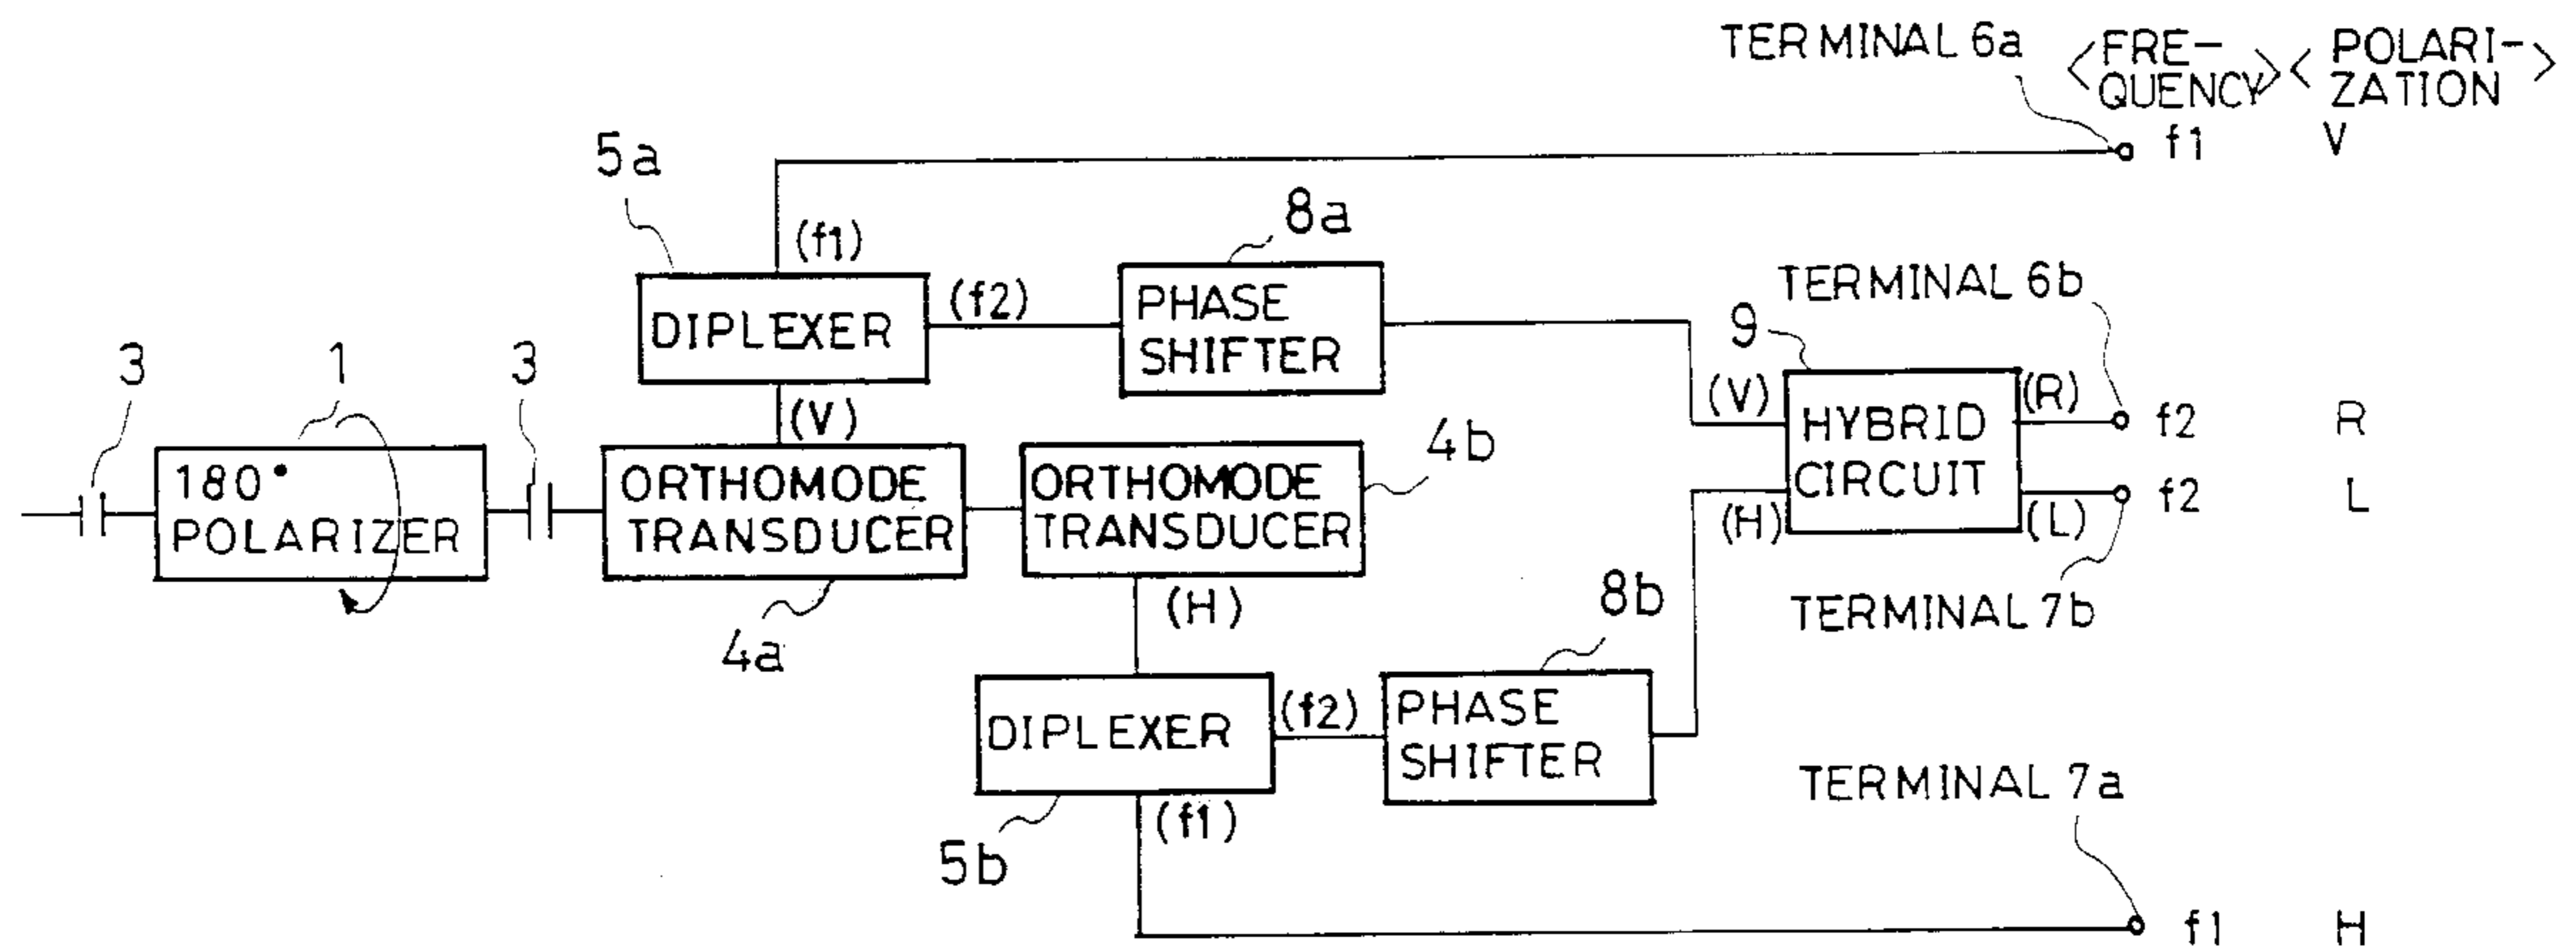 TERMINAL 6a
<FRE-
QUENCY>
<POLARI-
ZATION>
f1 V
5a
(f1)
8a
DIPLEXER
(f2)
PHASE
SHIFTER
TERMINAL 6b
9
(V)
HYBRID
CIRCUIT
(R)
f2 R
(H)
(L)
f2 L
TERMINAL 7b
3
1
3
(V)
180°
POLARIZER
ORTHOMODE
TRANSDUCER
4a
ORTHOMODE
TRANSDUCER
4b
(H)
8b
DIPLEXER
(f2)
PHASE
SHIFTER
5b
(f1)
TERMINAL 7a
f1 H